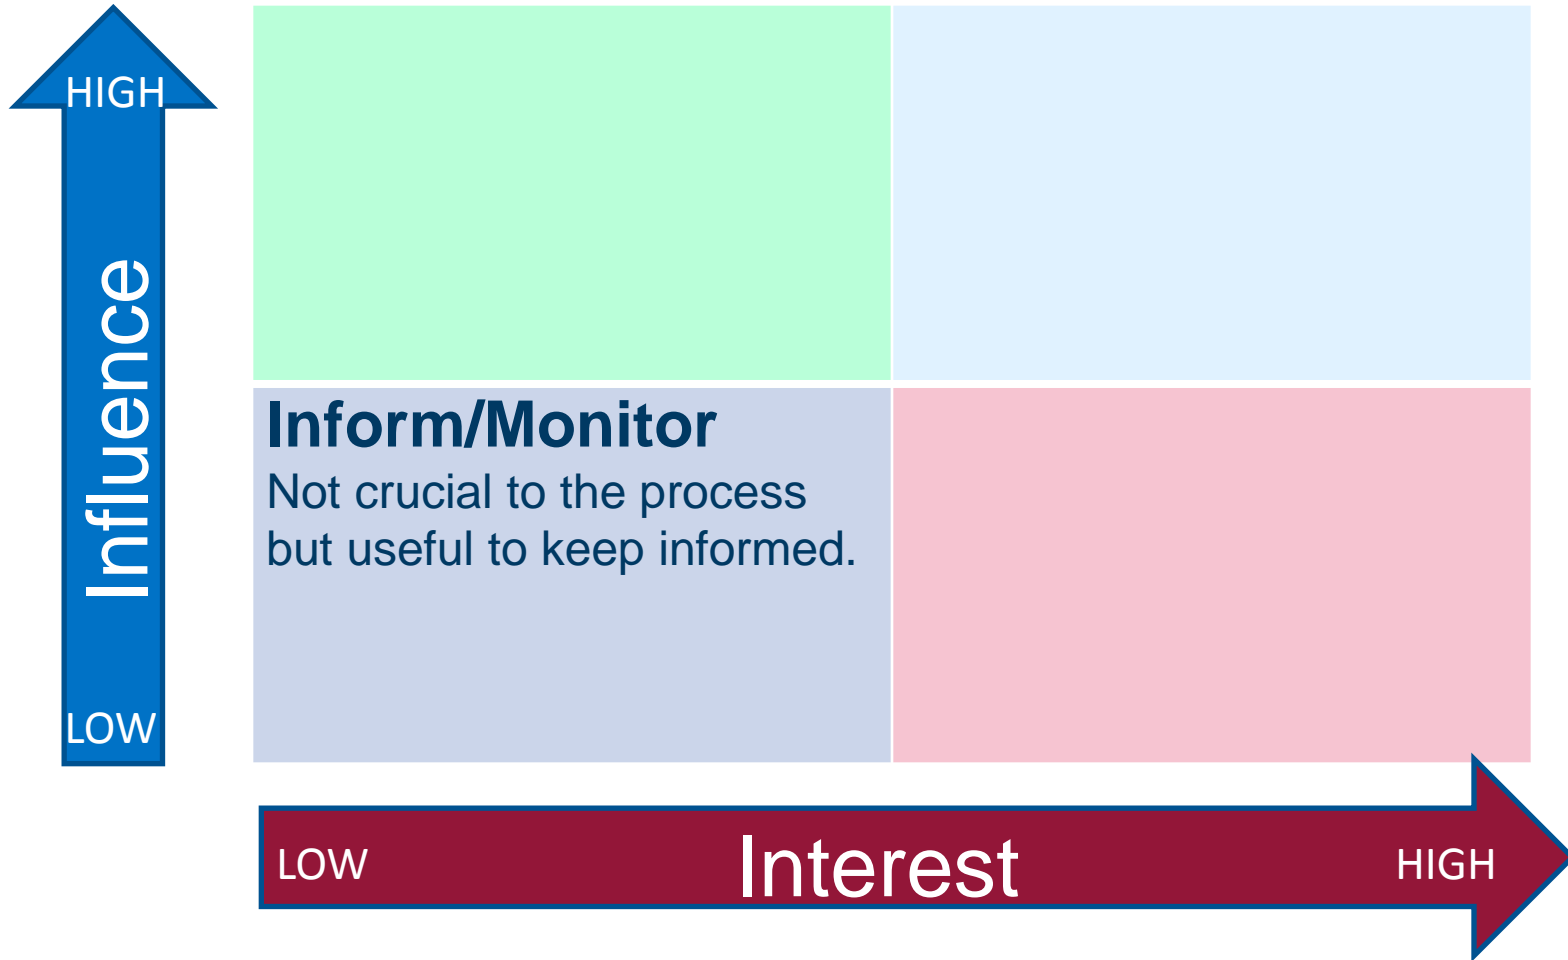 HIGH
Influence
LOW
Inform/Monitor
Not crucial to the process
but useful to keep informed.
LOW
Interest
HIGH